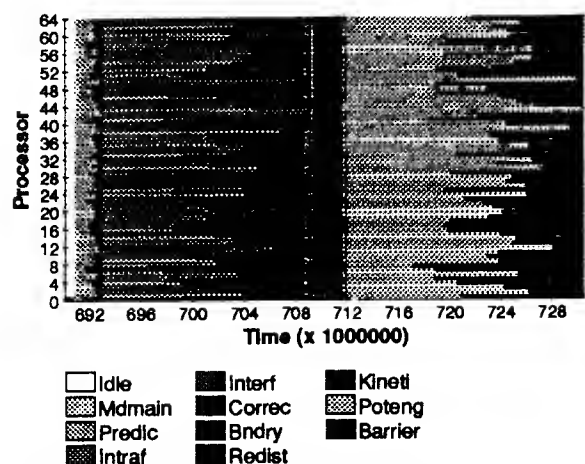 64
60
56
52
48
44
40
36
32
28
24
20
16
12
8
4
0
Processor
692 696 700 704 708 712 716 720 724 728
Time (x 1000000)
Idle Interf Kineti
Mdmain Correc Poteng
Predic Bndry Barrier
Intraf Redist